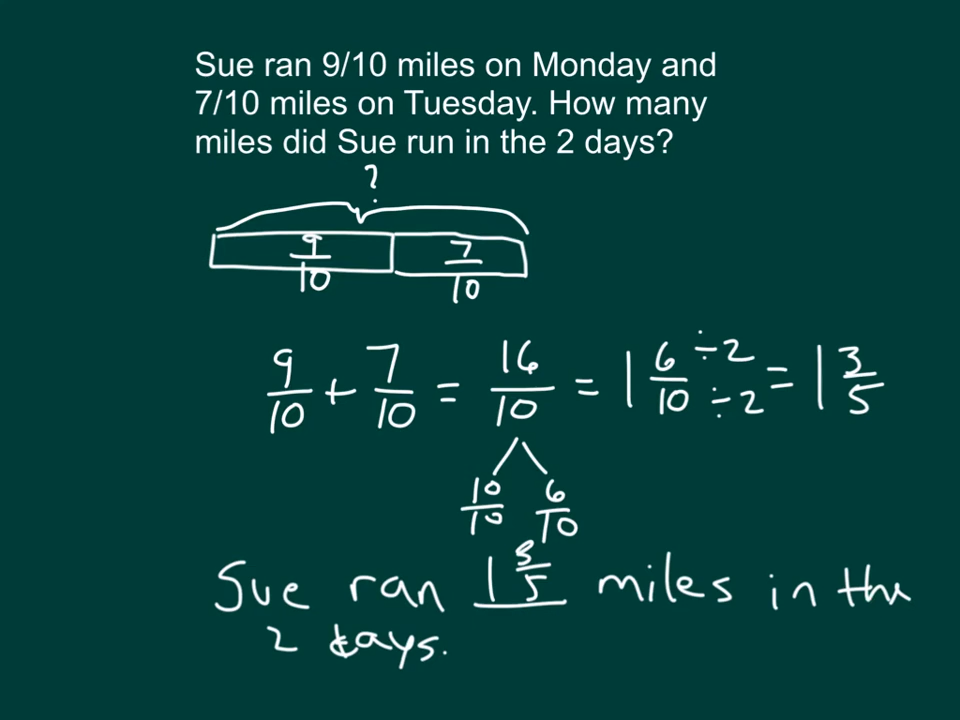 Sue ran 9/10 miles on Monday and
7/10 miles on Tuesday. How many
miles did Sue run in the 2 days?
?
9/10 7/10
9/10 + 7/10 = 16/10 = 1 6/10 ÷2 ÷2 = 1 3/5
10/10 6/10
Sue ran 1 3/5 miles in the
2 days.